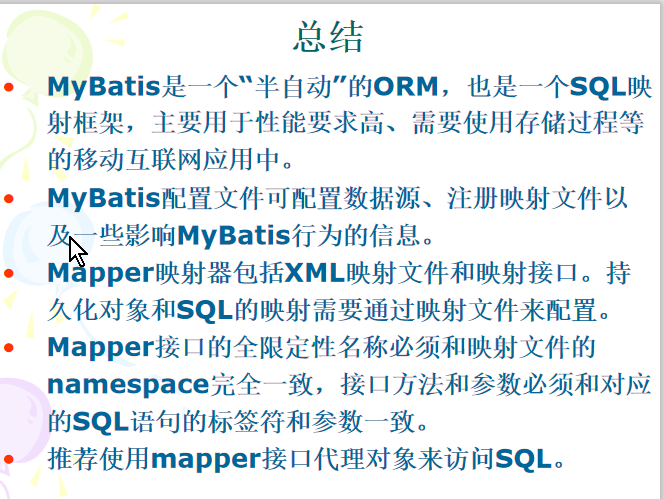 总结
• MyBatis是一个“半自动”的ORM，也是一个SQL映
射框架，主要用于性能要求高、需要使用存储过程等
的移动互联网应用中。
• MyBatis配置文件可配置数据源、注册映射文件以
及一些影响MyBatis行为的信息。
• Mapper映射器包括XML映射文件和映射接口。持
久化对象和SQL的映射需要通过映射文件来配置。
• Mapper接口的全限定性名称必须和映射文件的
namespace完全一致，接口方法和参数必须和对应
的SQL语句的标签符和参数一致。
• 推荐使用mapper接口代理对象来访问SQL。